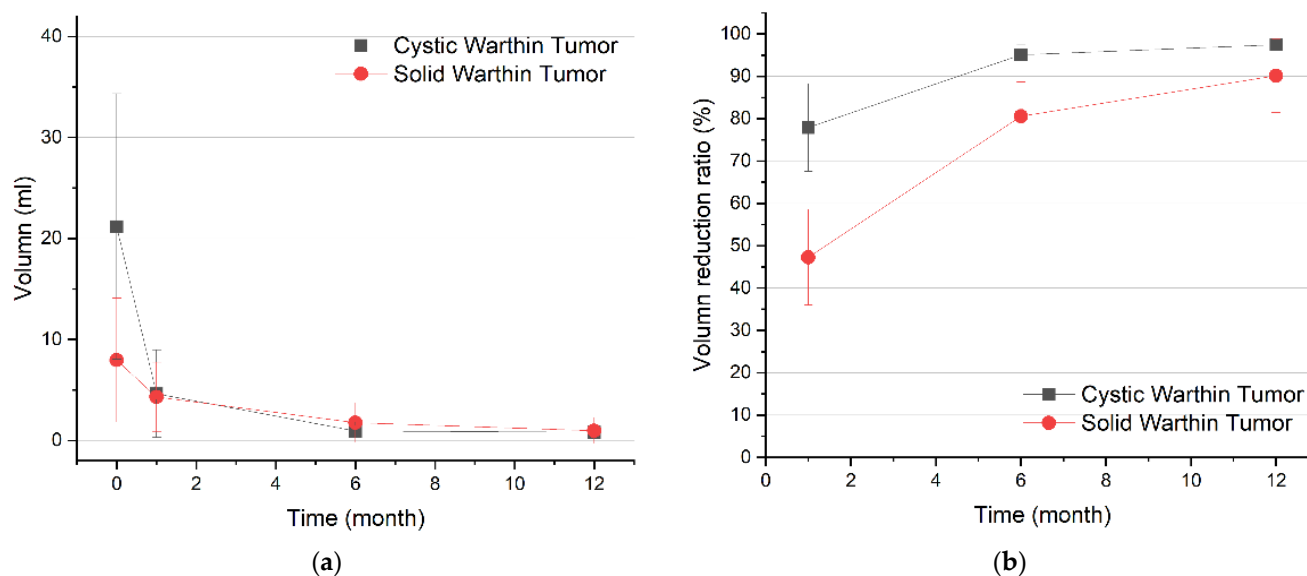 40
30
20
10
0
Volumn (ml)
Cystic Warthin Tumor
Solid Warthin Tumor
0 2 4 6 8 10 12
Time (month)
(a)
100
90
80
70
60
50
40
30
20
10
0
Volumn reduction ratio (%)
Cystic Warthin Tumor
Solid Warthin Tumor
0 2 4 6 8 10 12
Time (month)
(b)